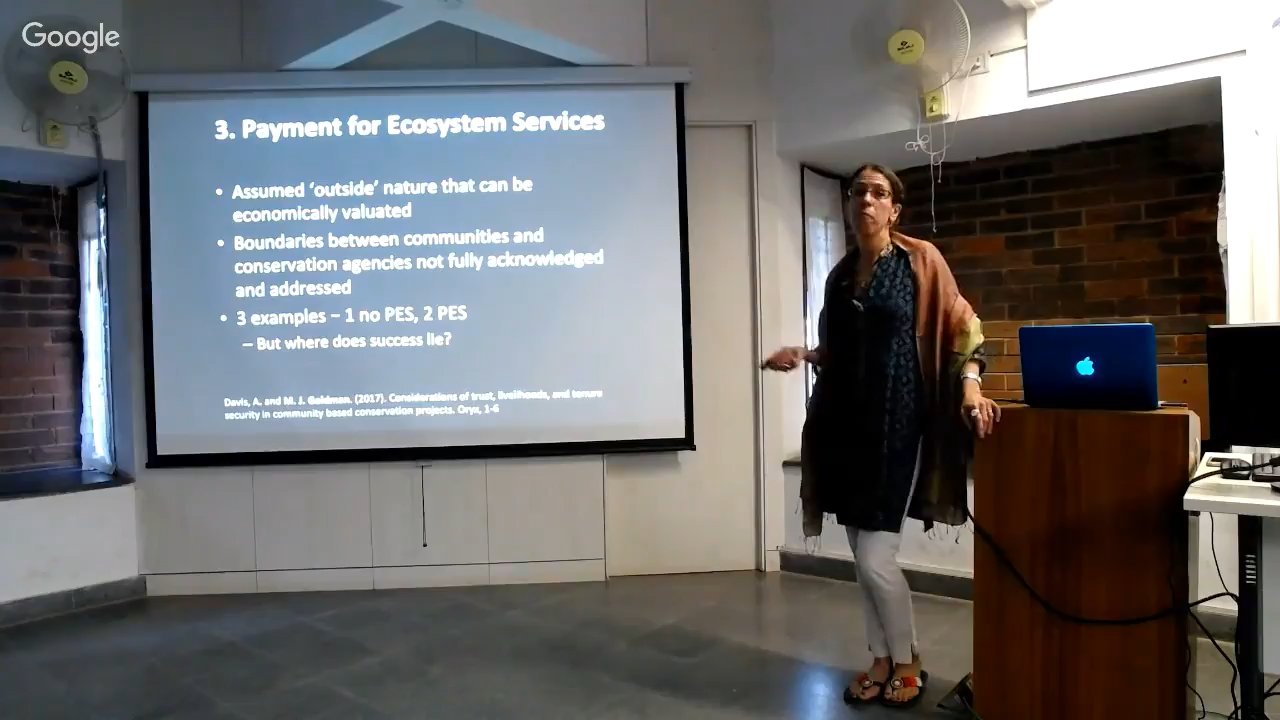 Google
3. Payment for Ecosystem Services
• Assumed ‘outside’ nature that can be
economically valuated
• Boundaries between communities and
conservation agencies not fully acknowledged
and addressed
• 3 examples – 1 no PES, 2 PES
– But where does success lie?
Davis, A. and M. J. Goldman. (2017). Considerations of trust, livelihoods, and tenure
security in community based conservation projects. Oryx, 1-6